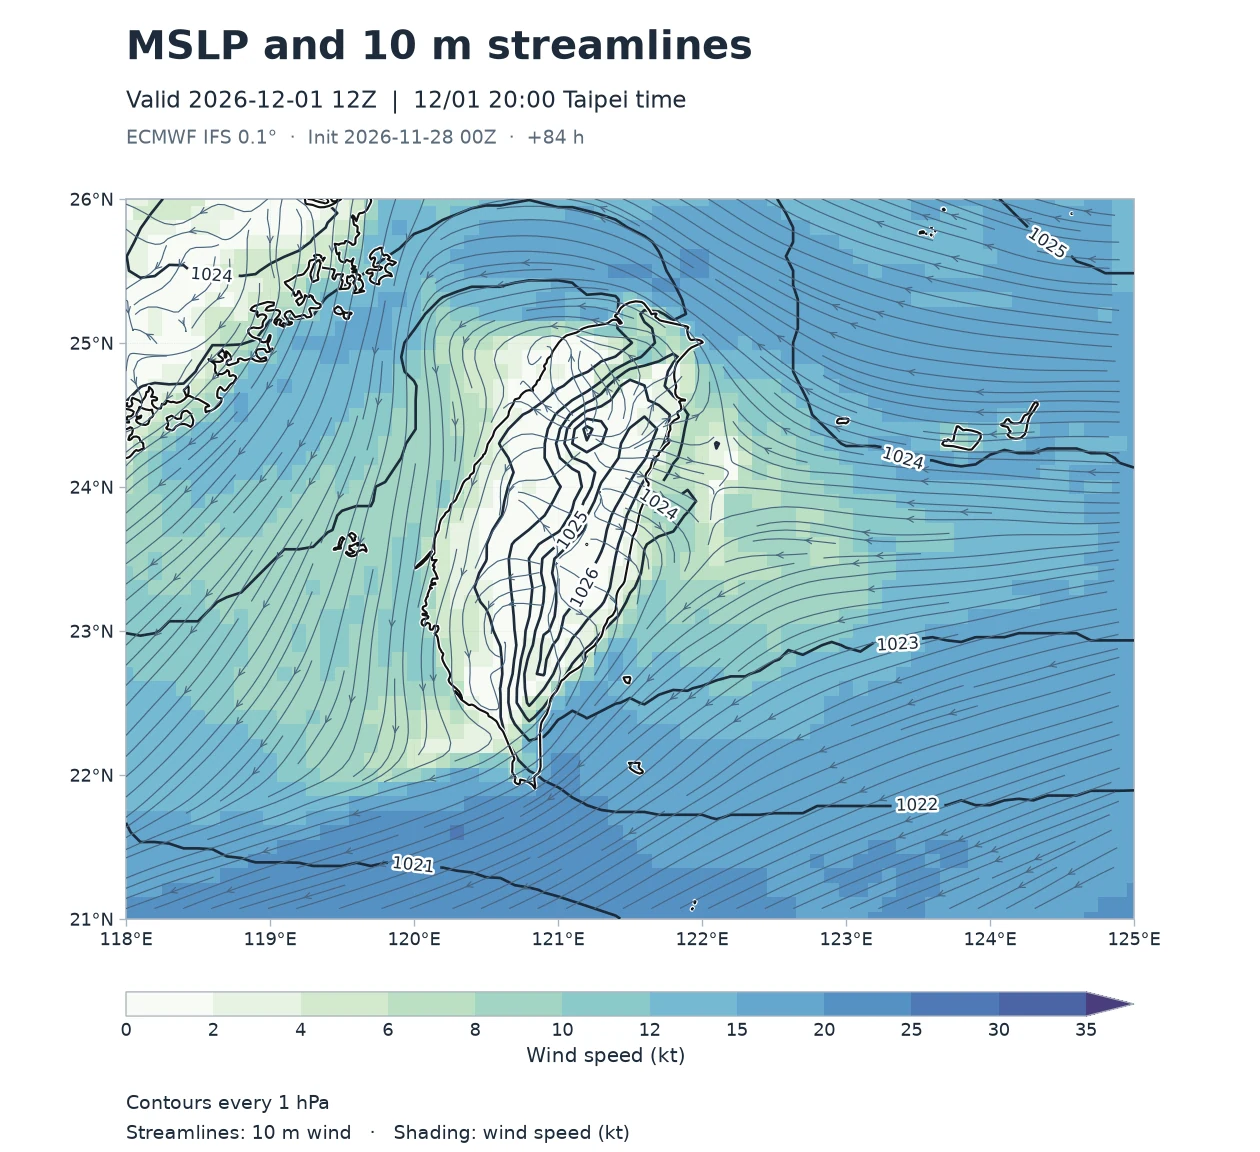 MSLP and 10 m streamlines
Valid 2026-12-01 12Z | 12/01 20:00 Taipei time
ECMWF IFS 0.1° · Init 2026-11-28 00Z · +84 h
26°N
1025
1024
25°N
1024
24°N
1024
1025
1026
23°N
1023
22°N
1022
1021
21°N
118°E 119°E 120°E 121°E 122°E 123°E 124°E 125°E
0 2 4 6 8 10 12 15 20 25 30 35
Wind speed (kt)
Contours every 1 hPa
Streamlines: 10 m wind · Shading: wind speed (kt)